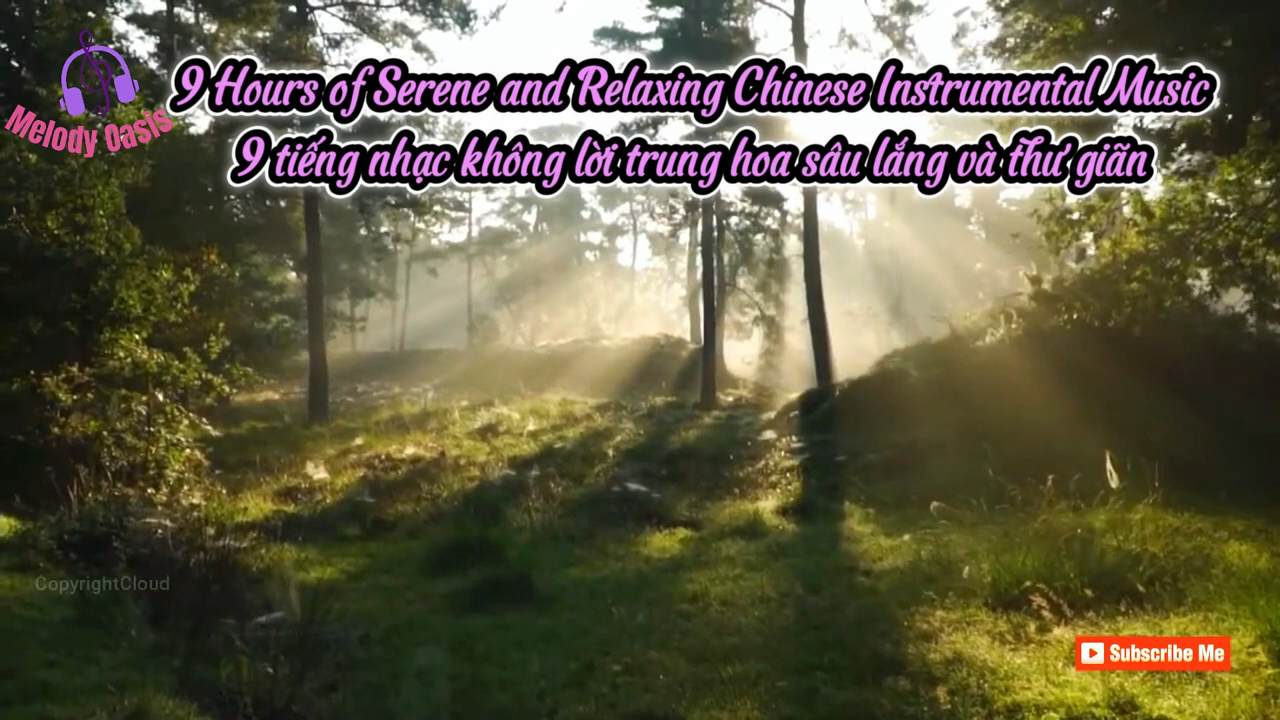 9 Hours of Serene and Relaxing Chinese Instrumental Music
9 tiếng nhạc không lời trung hoa sâu lắng và thư giãn
Melody Oasis
CopyrightCloud
Subscribe Me